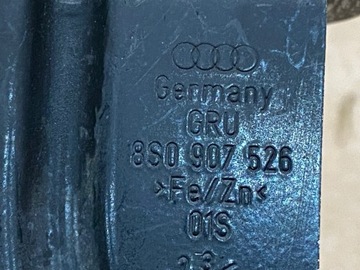 Germany
GRU
8S0 907 526
>Fe/Zn<
01S